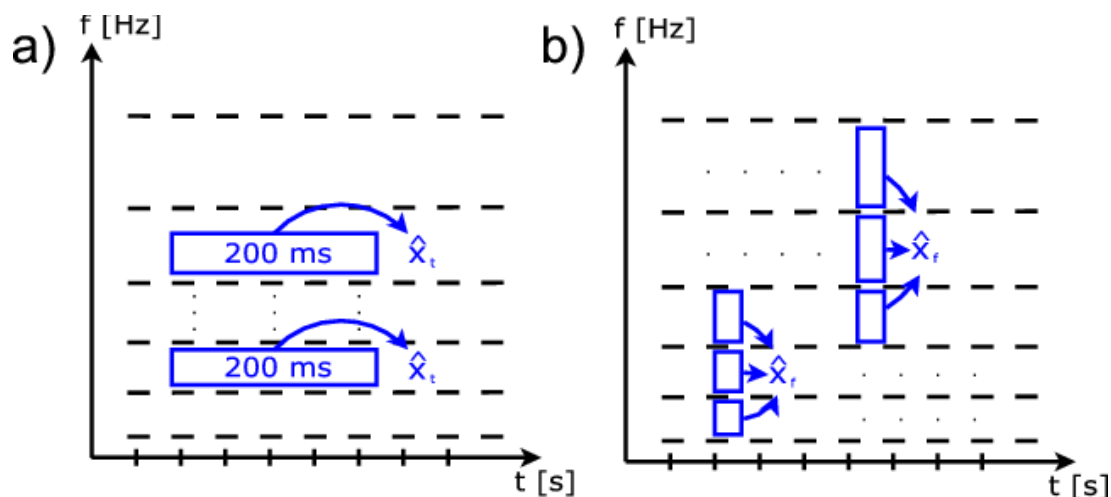 a)
f [Hz]
200 ms
x̂ t
200 ms
x̂ t
t [s]
b)
f [Hz]
x̂ f
x̂ f
t [s]